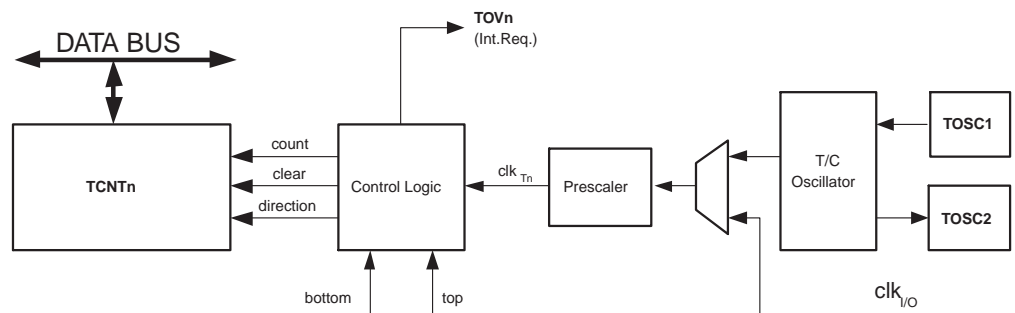 TOVn
(Int.Req.)
DATA BUS
TCNTn
count
clear
direction
Control Logic
clk Tn
Prescaler
T/C
Oscillator
TOSC1
TOSC2
bottom
top
clk I/O